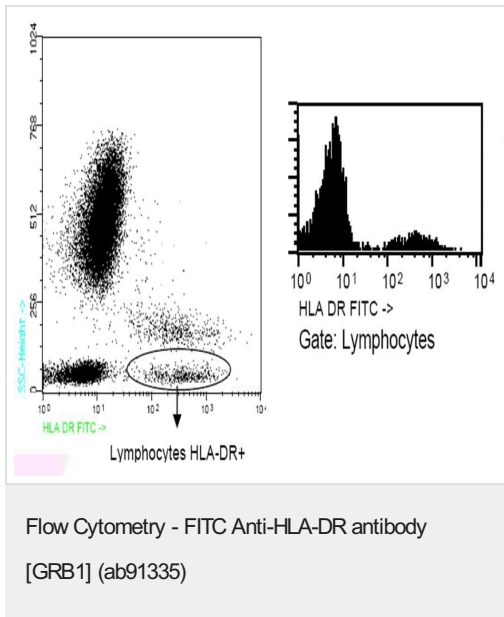 1024
768
512
256
0
SSC-Height ->
10⁰ 10¹ 10² 10³ 10⁴
HLA DR FITC ->
Lymphocytes HLA-DR+
10⁰ 10¹ 10² 10³ 10⁴
HLA DR FITC ->
Gate: Lymphocytes
Flow Cytometry - FITC Anti-HLA-DR antibody
[GRB1] (ab91335)